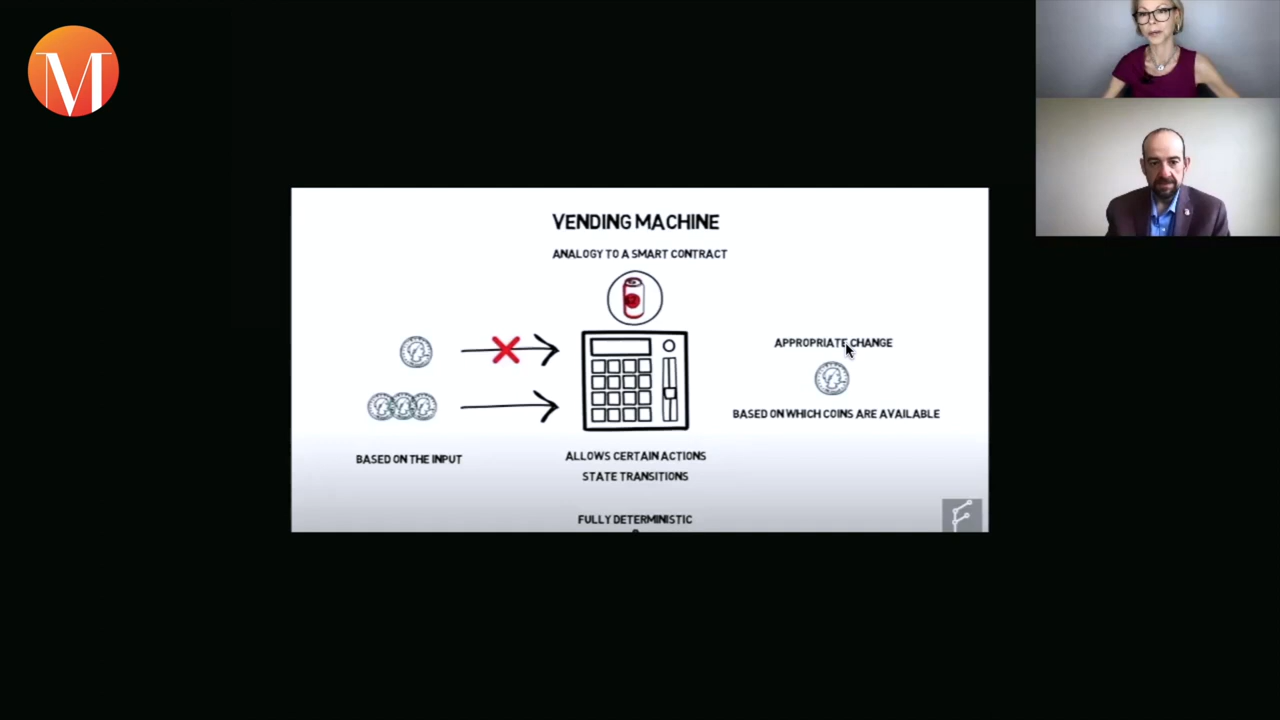 M
VENDING MACHINE
ANALOGY TO A SMART CONTRACT
APPROPRIATE CHANGE
BASED ON WHICH COINS ARE AVAILABLE
BASED ON THE INPUT
ALLOWS CERTAIN ACTIONS
STATE TRANSITIONS
FULLY DETERMINISTIC